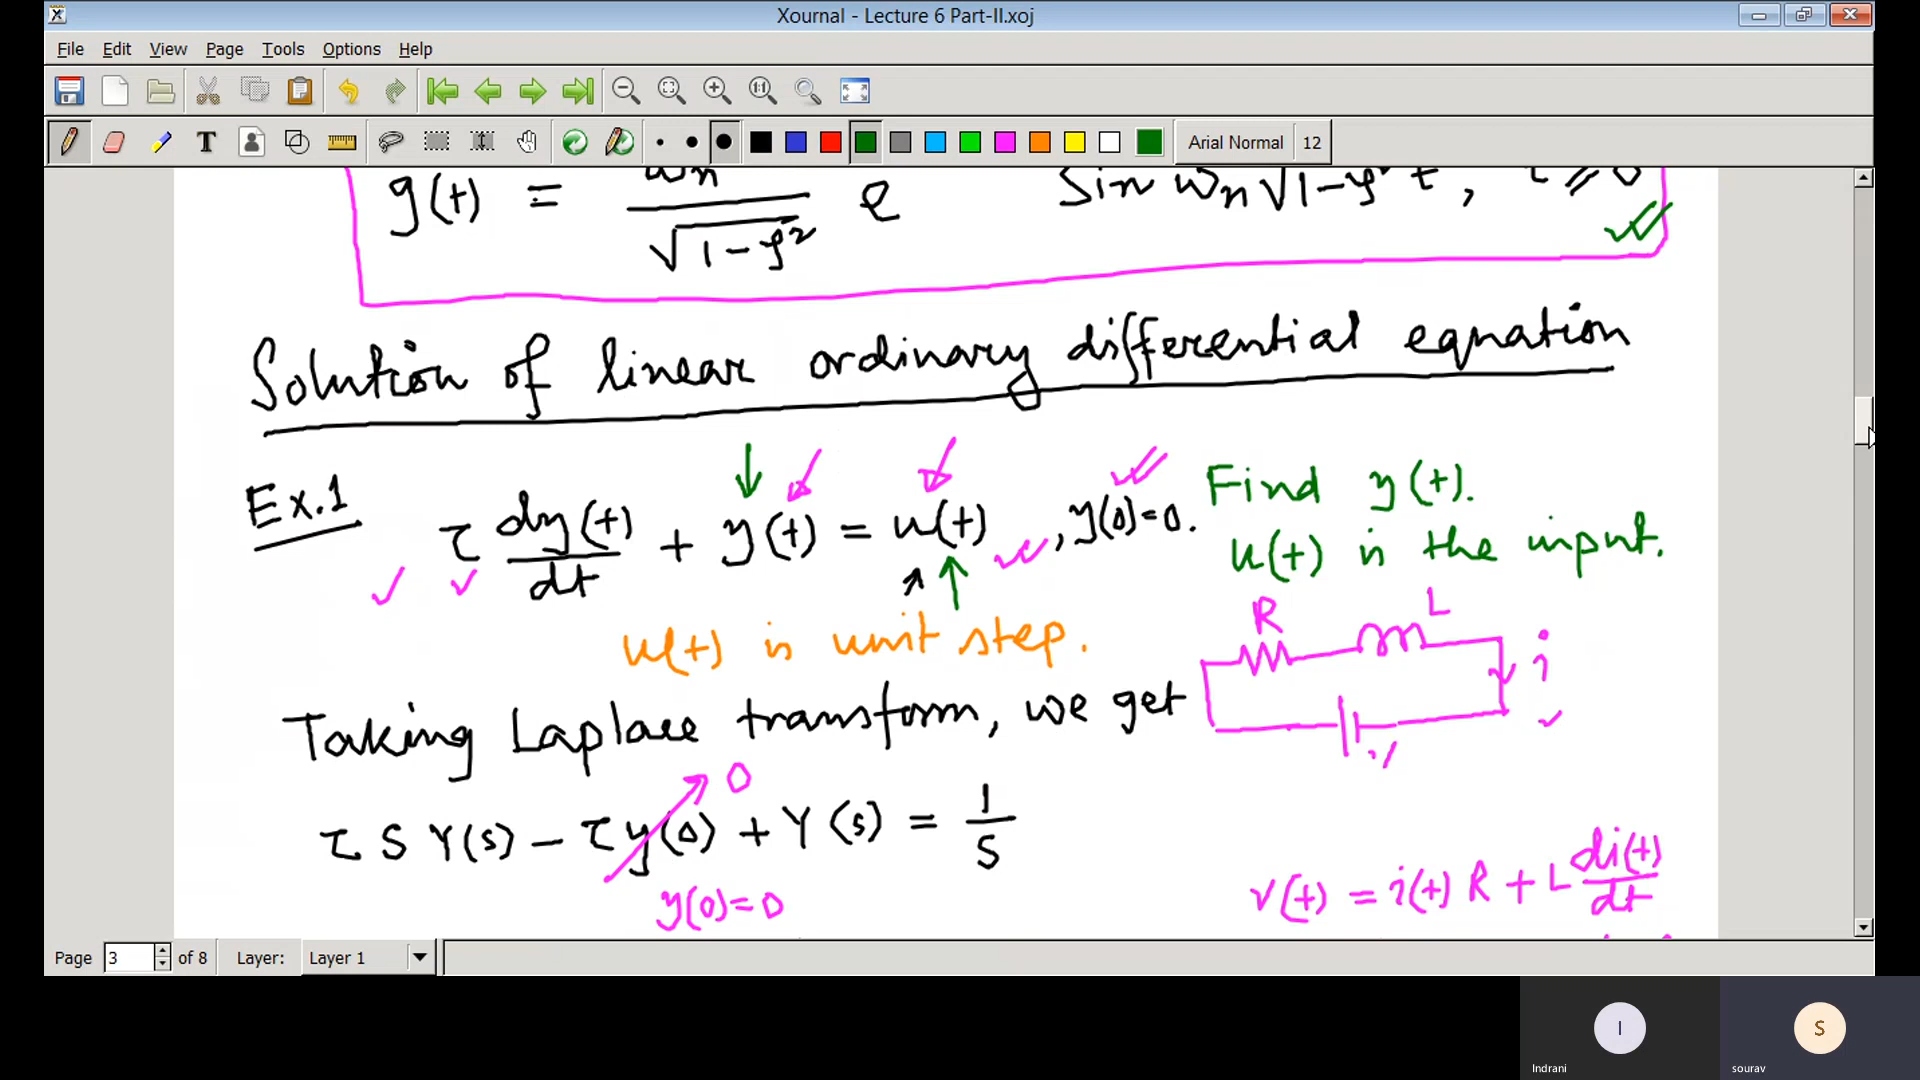 Xournal - Lecture 6 Part-II.xoj
File Edit View Page Tools Options Help
Arial Normal 12
g(t) = ωn / √1-ζ² e Sin ωn √1-ζ² t, t ≥ 0
Solution of linear ordinary differential equation
Ex.1 τ dy(t)/dt + y(t) = u(t), y(0)=0.
Find y(t).
u(t) is the input.
u(t) is unit step.
R L
i
v
Taking Laplace transform, we get
0
τ S Y(s) - τ y(0) + Y(s) = 1/s
y(0)=0
v(t) = i(t) R + L di(t)/dt
Page 3 of 8 Layer: Layer 1
I S
Indrani sourav